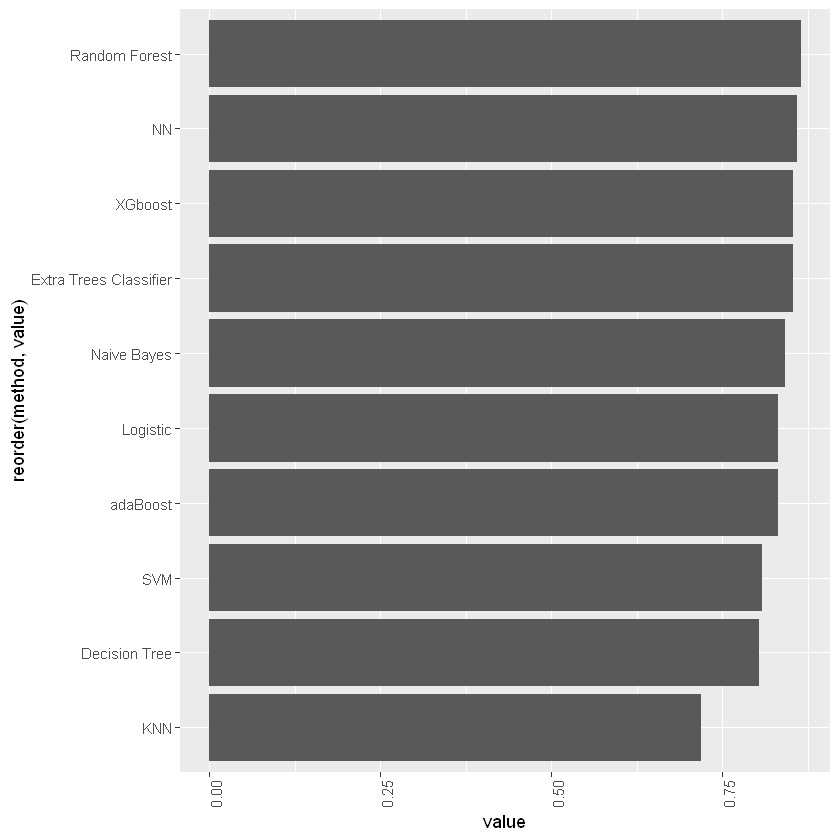 Random Forest
NN
XGboost
Extra Trees Classifier
Naive Bayes
Logistic
adaBoost
SVM
Decision Tree
KNN
reorder(method, value)
0.00
0.25
0.50
0.75
value